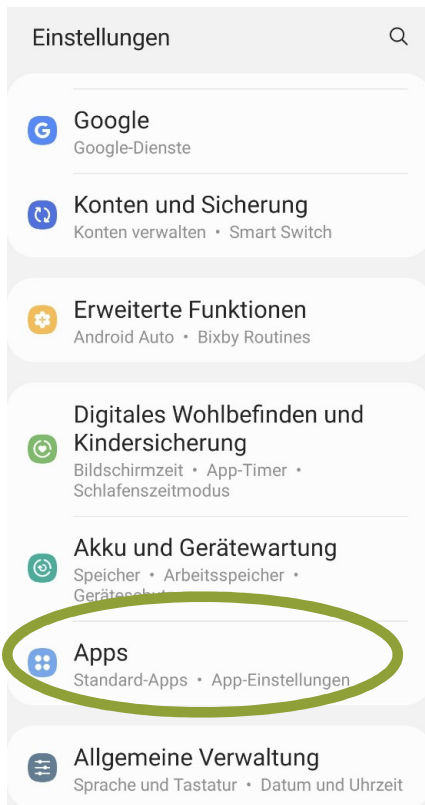 Einstellungen
Google
Google-Dienste
Konten und Sicherung
Konten verwalten • Smart Switch
Erweiterte Funktionen
Android Auto • Bixby Routines
Digitales Wohlbefinden und
Kindersicherung
Bildschirmzeit • App-Timer •
Schlafenszeitmodus
Akku und Gerätewartung
Speicher • Arbeitsspeicher •
Geräteschutz
Apps
Standard-Apps • App-Einstellungen
Allgemeine Verwaltung
Sprache und Tastatur • Datum und Uhrzeit